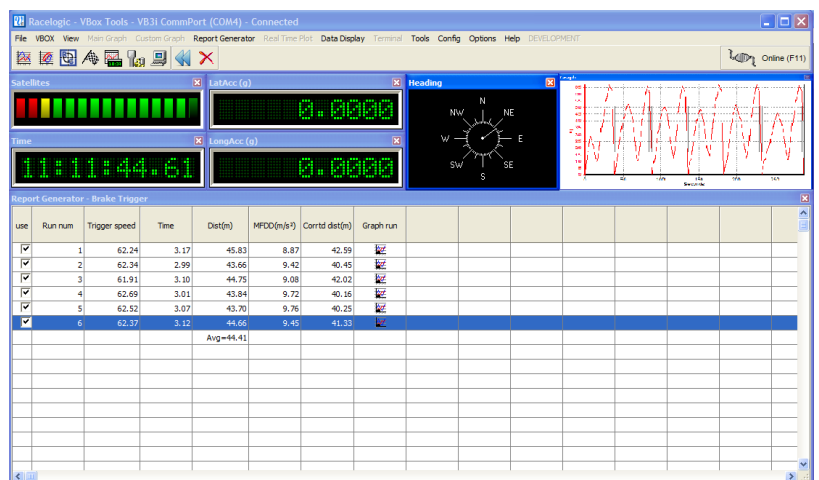 Racelogic - VBox Tools - VB3i CommPort (COM4) - Connected
File VBOX View Main Graph Custom Graph Report Generator Real Time Plot Data Display Terminal Tools Config Options Help DEVELOPMENT
Online (F11)
Satellites
LatAcc (g)
0.0000
Heading
N
NW NE
W E
SW SE
S
Graph
Seconds
Time
11:11:44.61
LongAcc (g)
0.0000
Report Generator - Brake Trigger
use Run num Trigger speed Time Dist(m) MFDD(m/s²) Corrtd dist(m) Graph run
1 62.24 3.17 45.83 8.87 42.59
2 62.34 2.99 43.66 9.42 40.45
3 61.91 3.10 44.75 9.08 42.02
4 62.69 3.01 43.84 9.72 40.16
5 62.52 3.07 43.70 9.76 40.25
6 62.37 3.12 44.66 9.45 41.33
Avg=44.41